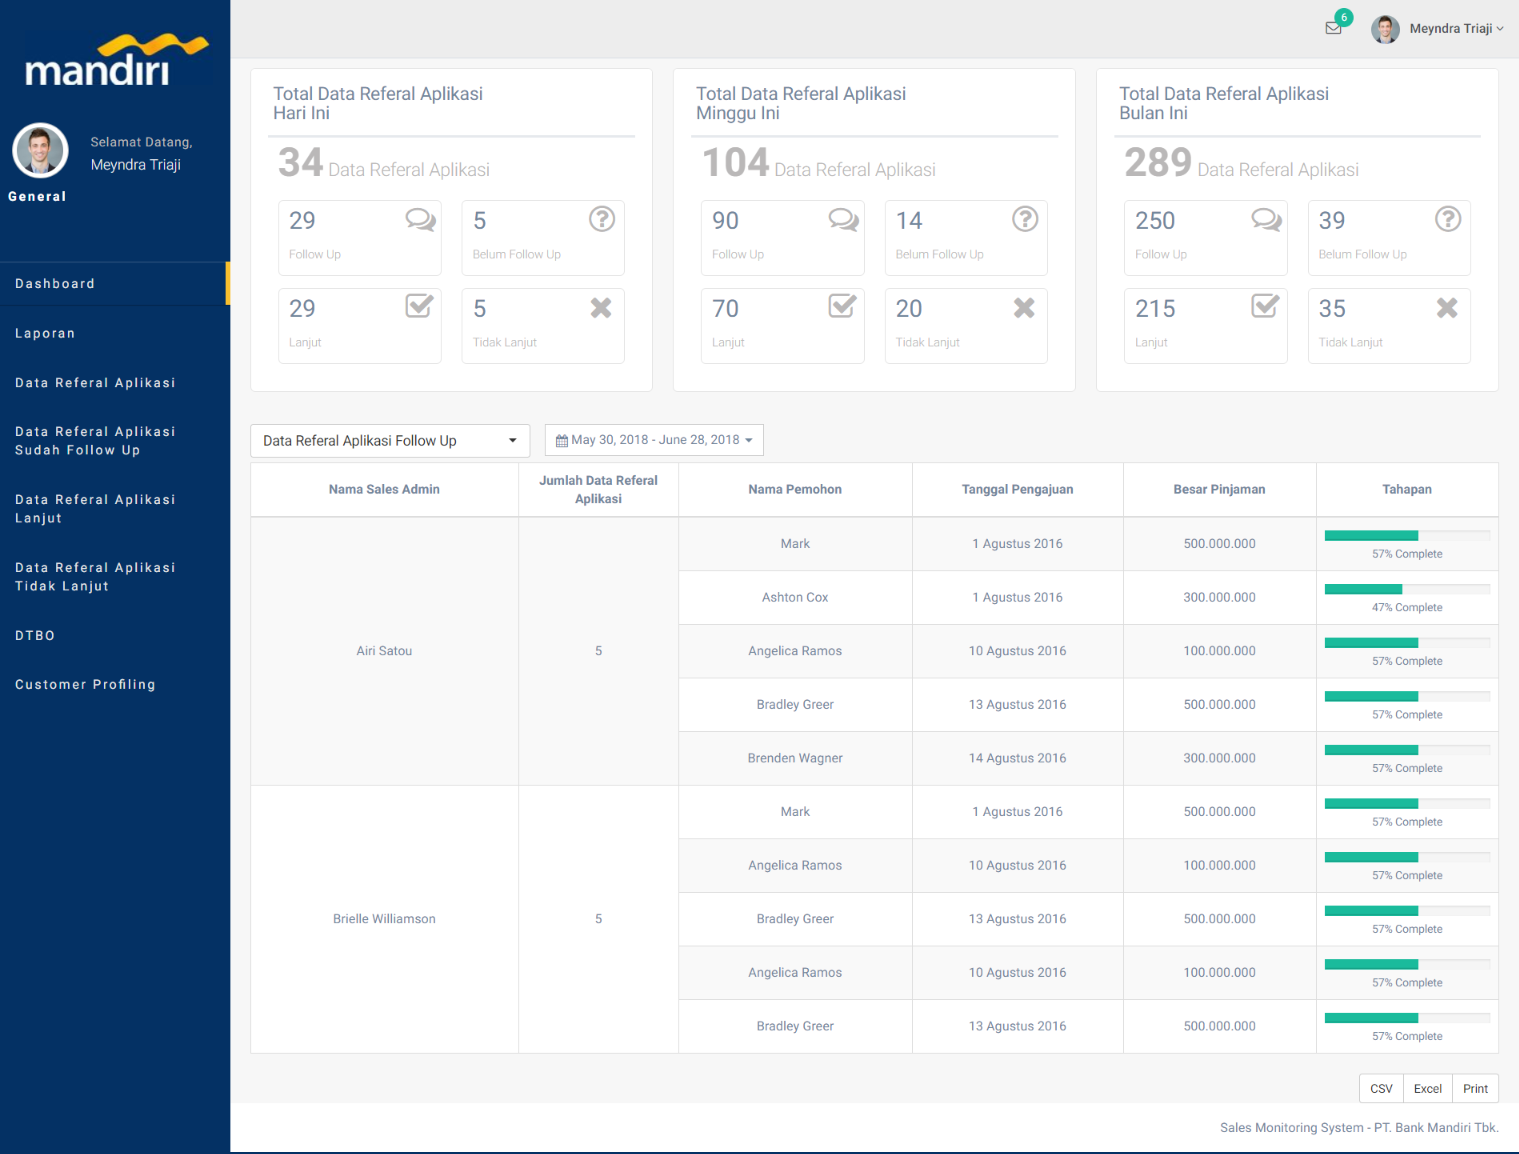 mandiri
Selamat Datang,
Meyndra Triaji
General
Dashboard
Laporan
Data Referal Aplikasi
Data Referal Aplikasi
Sudah Follow Up
Data Referal Aplikasi
Lanjut
Data Referal Aplikasi
Tidak Lanjut
DTBO
Customer Profiling
6
Meyndra Triaji
Total Data Referal Aplikasi
Hari Ini
34 Data Referal Aplikasi
29
Follow Up
5
Belum Follow Up
29
Lanjut
5
Tidak Lanjut
Total Data Referal Aplikasi
Minggu Ini
104 Data Referal Aplikasi
90
Follow Up
14
Belum Follow Up
70
Lanjut
20
Tidak Lanjut
Total Data Referal Aplikasi
Bulan Ini
289 Data Referal Aplikasi
250
Follow Up
39
Belum Follow Up
215
Lanjut
35
Tidak Lanjut
Data Referal Aplikasi Follow Up
May 30, 2018 - June 28, 2018
Nama Sales Admin
Jumlah Data Referal
Aplikasi
Nama Pemohon
Tanggal Pengajuan
Besar Pinjaman
Tahapan
Airi Satou
5
Mark
1 Agustus 2016
500.000.000
57% Complete
Ashton Cox
1 Agustus 2016
300.000.000
47% Complete
Angelica Ramos
10 Agustus 2016
100.000.000
57% Complete
Bradley Greer
13 Agustus 2016
500.000.000
57% Complete
Brenden Wagner
14 Agustus 2016
300.000.000
57% Complete
Brielle Williamson
5
Mark
1 Agustus 2016
500.000.000
57% Complete
Angelica Ramos
10 Agustus 2016
100.000.000
57% Complete
Bradley Greer
13 Agustus 2016
500.000.000
57% Complete
Angelica Ramos
10 Agustus 2016
100.000.000
57% Complete
Bradley Greer
13 Agustus 2016
500.000.000
57% Complete
CSV
Excel
Print
Sales Monitoring System - PT. Bank Mandiri Tbk.